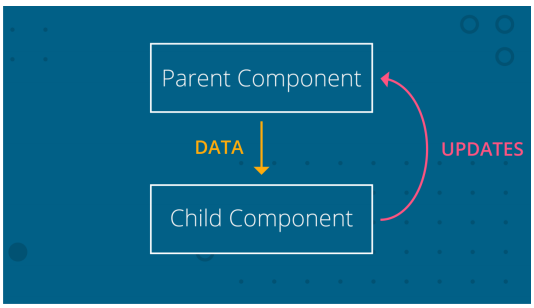 Parent Component
DATA
UPDATES
Child Component